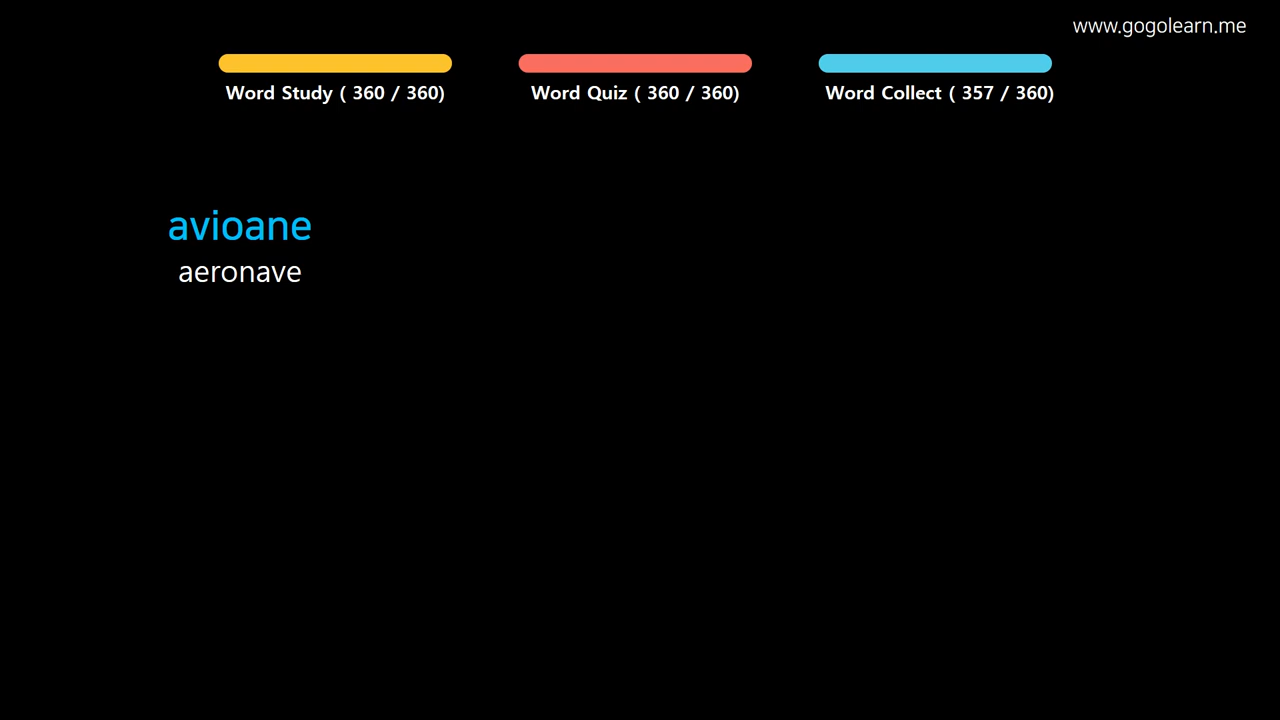 www.gogolearn.me
Word Study ( 360 / 360)
Word Quiz ( 360 / 360)
Word Collect ( 357 / 360)
avioane
aeronave